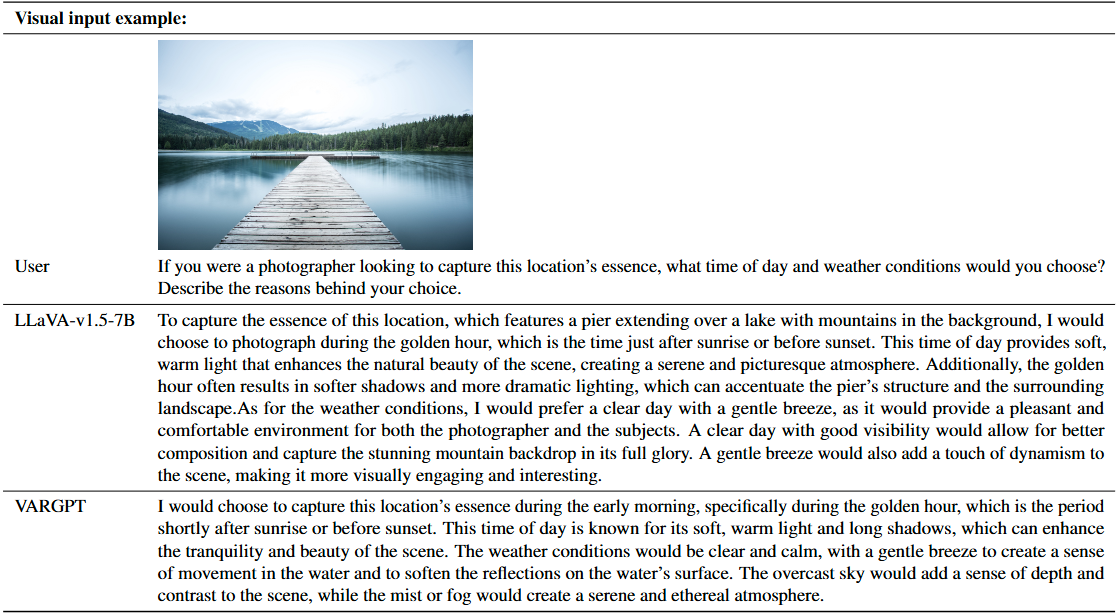 Visual input example:
User
If you were a photographer looking to capture this location's essence, what time of day and weather conditions would you choose?
Describe the reasons behind your choice.
LLaVA-v1.5-7B
To capture the essence of this location, which features a pier extending over a lake with mountains in the background, I would
choose to photograph during the golden hour, which is the time just after sunrise or before sunset. This time of day provides soft,
warm light that enhances the natural beauty of the scene, creating a serene and picturesque atmosphere. Additionally, the golden
hour often results in softer shadows and more dramatic lighting, which can accentuate the pier's structure and the surrounding
landscape.As for the weather conditions, I would prefer a clear day with a gentle breeze, as it would provide a pleasant and
comfortable environment for both the photographer and the subjects. A clear day with good visibility would allow for better
composition and capture the stunning mountain backdrop in its full glory. A gentle breeze would also add a touch of dynamism to
the scene, making it more visually engaging and interesting.
VARGPT
I would choose to capture this location's essence during the early morning, specifically during the golden hour, which is the period
shortly after sunrise or before sunset. This time of day is known for its soft, warm light and long shadows, which can enhance
the tranquility and beauty of the scene. The weather conditions would be clear and calm, with a gentle breeze to create a sense
of movement in the water and to soften the reflections on the water's surface. The overcast sky would add a sense of depth and
contrast to the scene, while the mist or fog would create a serene and ethereal atmosphere.